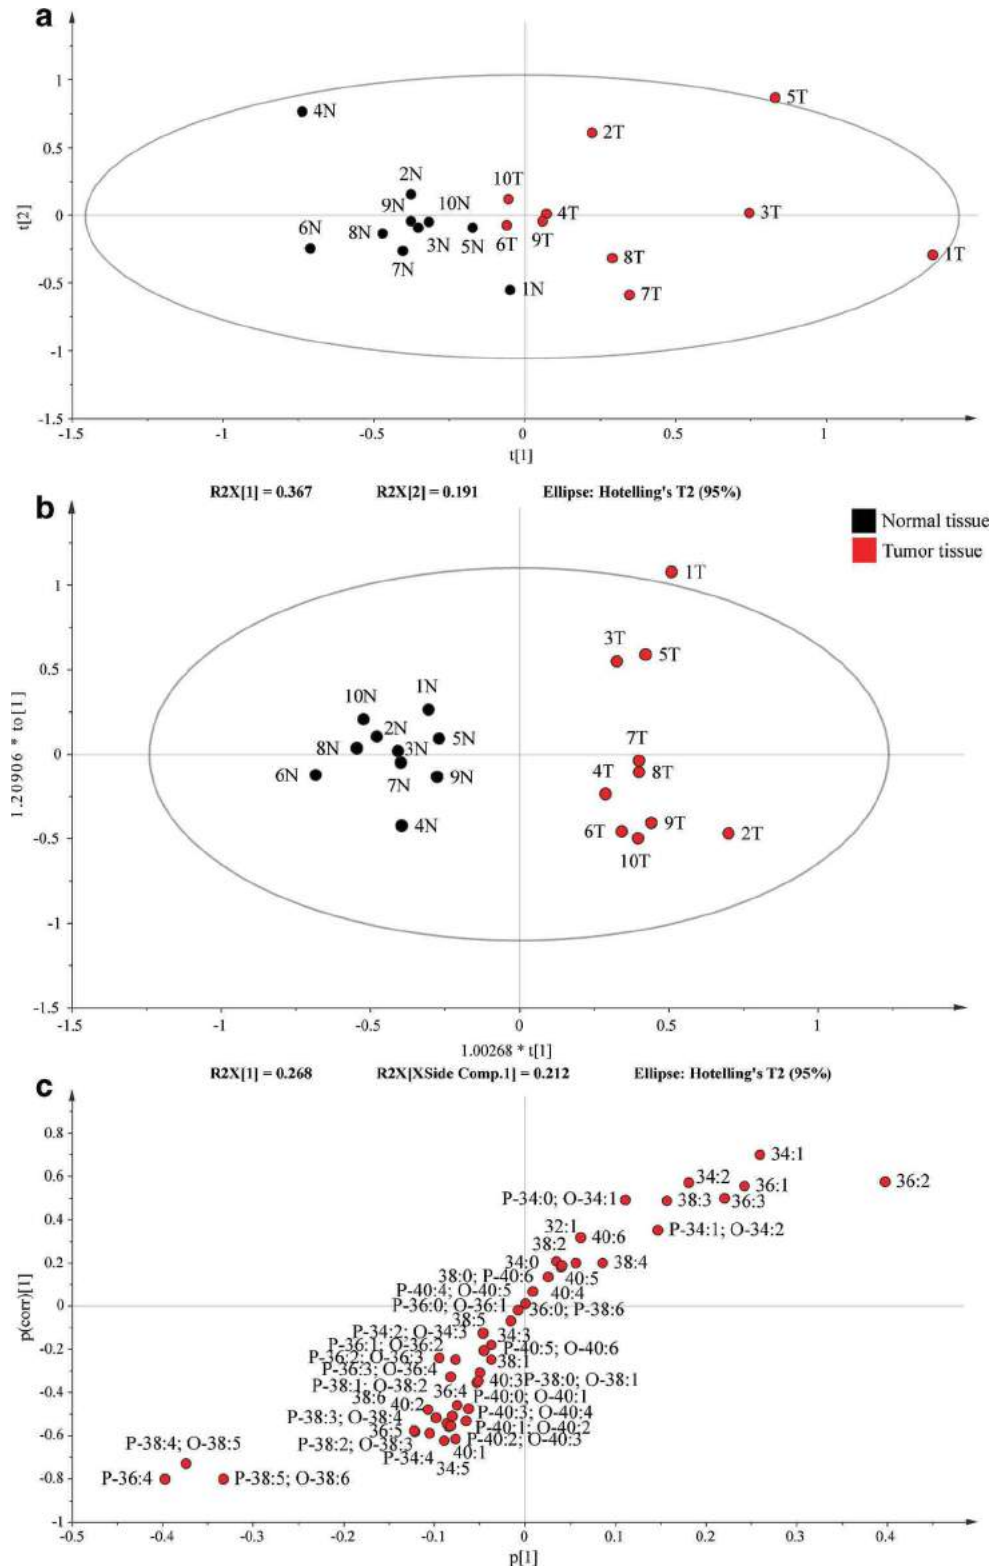 a
1
0.5
0
-0.5
-1
-1.5
t[2]
4N
5T
2T
2N
10T
9N
10N
6N
8N
3N
5N
6T
4T
9T
3T
7N
8T
1T
1N
7T
-1.5
-1
-0.5
0
0.5
1
t[1]
R2X[1] = 0.367
R2X[2] = 0.191
Ellipse: Hotelling's T2 (95%)
b
Normal tissue
Tumor tissue
1
0.5
0
-0.5
-1
-1.5
1.20906 * to[1]
1T
3T
5T
1N
10N
2N
5N
8N
3N
7T
6N
7N
9N
4T
8T
4N
6T
9T
2T
10T
-1.5
-1
-0.5
0
0.5
1
1.00268 * t[1]
R2X[1] = 0.268
R2X[XSide Comp.1] = 0.212
Ellipse: Hotelling's T2 (95%)
c
0.8
0.6
0.4
0.2
0
-0.2
-0.4
-0.6
-0.8
-1
p(corr)[1]
34:1
34:2
36:1
36:2
P-34:0; O-34:1
38:3
36:3
32:1
P-34:1; O-34:2
38:2
40:6
34:0
38:4
38:0; P-40:6
40:5
P-40:4; O-40:5
40:4
P-36:0; O-36:1
36:0; P-38:6
38:5
P-34:2; O-34:3
34:3
P-36:1; O-36:2
P-40:5; O-40:6
P-36:2; O-36:3
38:1
P-36:3; O-36:4
40:3
P-38:0; O-38:1
P-38:1; O-38:2
36:4
P-40:0; O-40:1
38:6
40:2
P-40:3; O-40:4
P-38:3; O-38:4
36:5
P-40:1; O-40:2
P-38:2; O-38:3
P-40:2; O-40:3
P-38:4; O-38:5
P-34:4
40:1
34:5
P-36:4
P-38:5; O-38:6
-0.5
-0.4
-0.3
-0.2
-0.1
0
0.1
0.2
0.3
0.4
p[1]